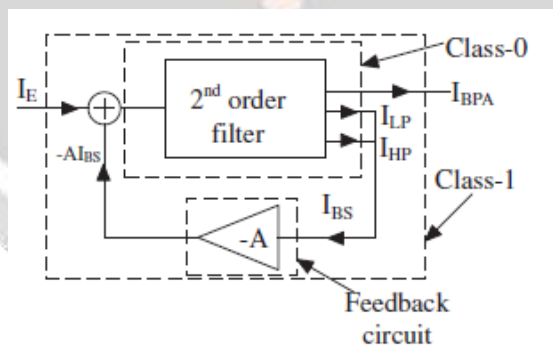 Class-0
I_E
2nd order
filter
I_BPA
I_LP
I_HP
-AI_BS
Class-1
I_BS
-A
Feedback
circuit